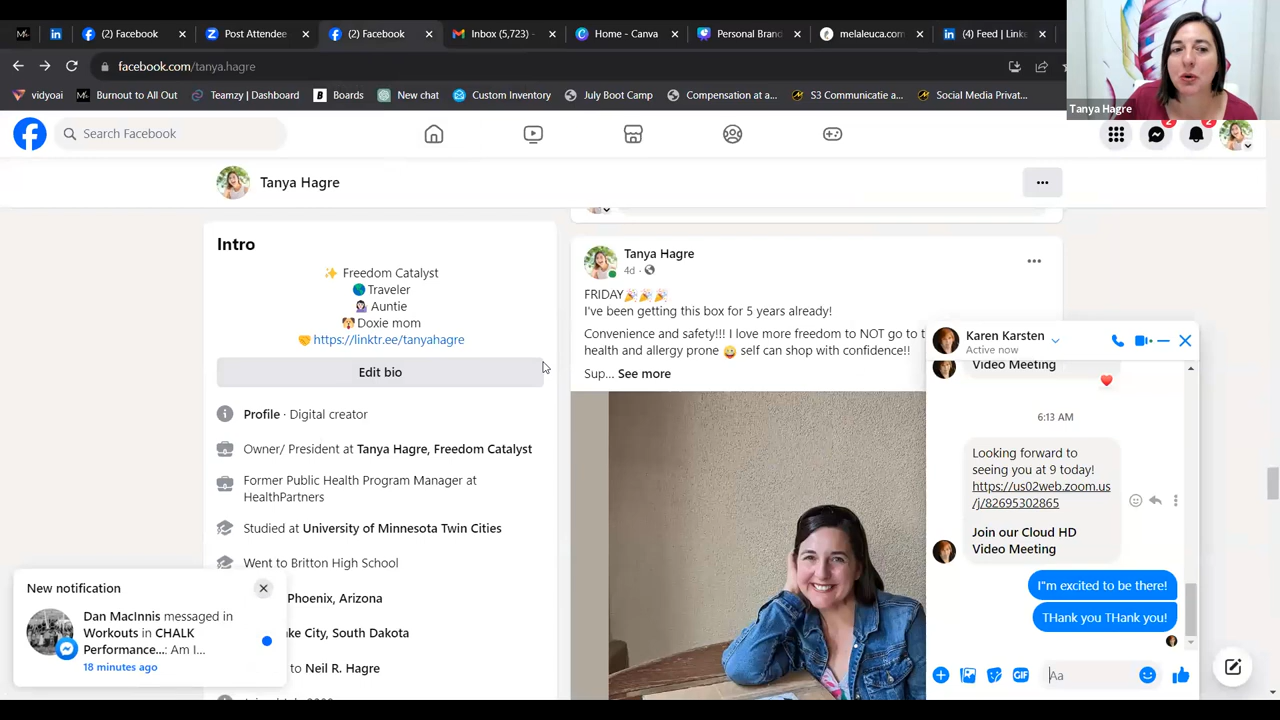 (2) Facebook
Post Attendee
(2) Facebook
Inbox (5,723) -
Home - Canva
Personal Bran
melaleuca.com
(4) Feed | Linke
facebook.com/tanya.hagre
vidyoai
Burnout to All Out
Teamzy | Dashboard
Boards
New chat
Custom Inventory
July Boot Camp
Compensation at a...
S3 Communicatie a...
Social Media Privat...
Tanya Hagre
Search Facebook
2
2
Tanya Hagre
Intro
✨ Freedom Catalyst
🌎 Traveler
🙋🏻‍♀️ Auntie
🐶 Doxie mom
🤝 https://linktr.ee/tanyahagre
Edit bio
Profile · Digital creator
Owner/ President at Tanya Hagre, Freedom Catalyst
Former Public Health Program Manager at
HealthPartners
Studied at University of Minnesota Twin Cities
Went to Britton High School
Phoenix, Arizona
ke City, South Dakota
to Neil R. Hagre
New notification
Dan MacInnis messaged in
Workouts in CHALK
Performance...: Am I...
18 minutes ago
Tanya Hagre
4d ·
FRIDAY🎉🎉🎉
I've been getting this box for 5 years already!
Convenience and safety!!! I love more freedom to NOT go to t
health and allergy prone 🤪 self can shop with confidence!!
Sup... See more
Karen Karsten
Active now
Video Meeting
6:13 AM
Looking forward to
seeing you at 9 today!
https://us02web.zoom.us
/j/82695302865
Join our Cloud HD
Video Meeting
I"m excited to be there!
THank you THank you!
GIF
Aa